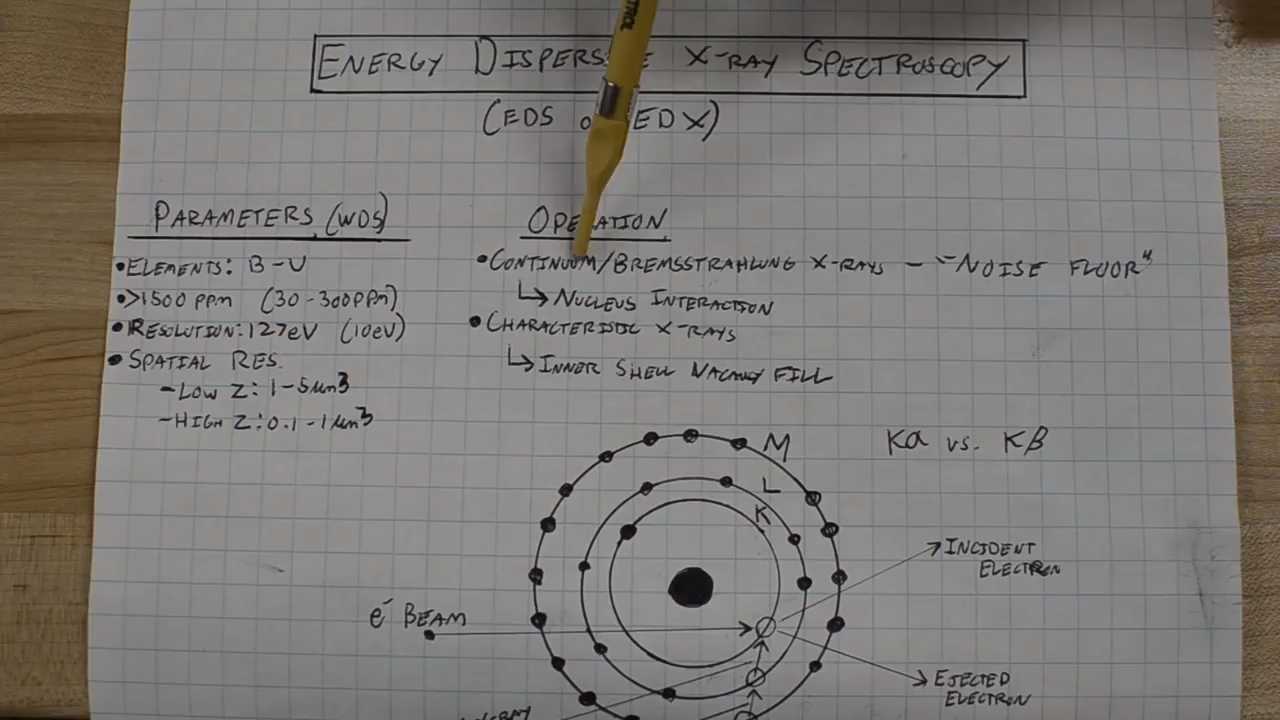 ENERGY DISPERSIVE X-RAY SPECTROSCOPY
(EDS or EDX)
PARAMETERS (WDS)
•ELEMENTS: B-U
•>1500 ppm (30-300ppm)
•RESOLUTION: 127eV (10eV)
•SPATIAL RES.
-LOW Z: 1-5µm³
-HIGH Z: 0.1-1µm³
OPERATION
•CONTINUUM/BREMSSTRAHLUNG X-RAYS - "NOISE FLOOR"
↳NUCLEUS INTERACTION
•CHARACTERISTIC X-RAYS
↳INNER SHELL VACANCY FILL
Kα vs. Kβ
M
L
K
INCIDENT
ELECTRON
e⁻ BEAM
EJECTED
ELECTRON